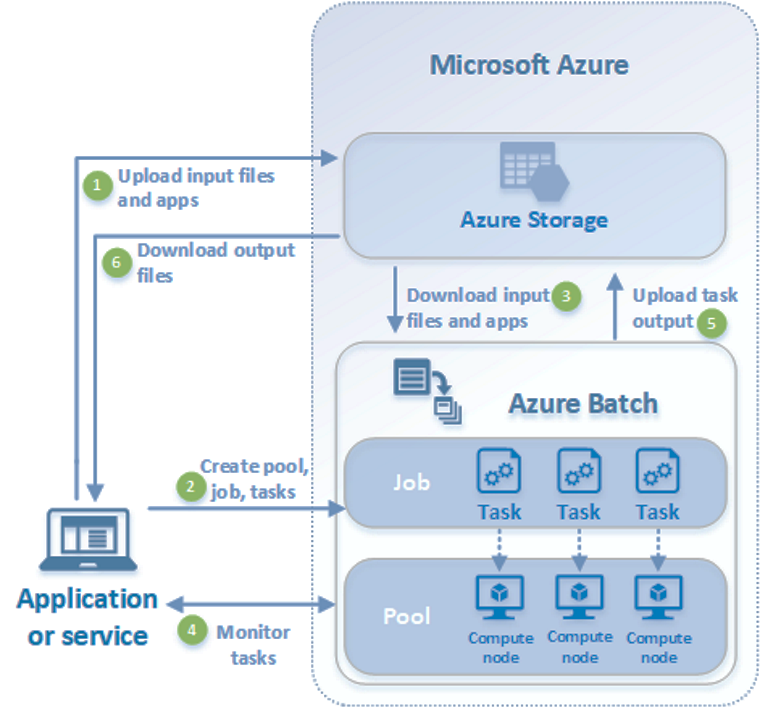 Microsoft Azure
Azure Storage
1
Upload input files
and apps
6
Download output
files
Download input
files and apps
3
Upload task
output
5
Azure Batch
2
Create pool,
job, tasks
Job
Task
Task
Task
Application
or service
4
Monitor
tasks
Pool
Compute
node
Compute
node
Compute
node